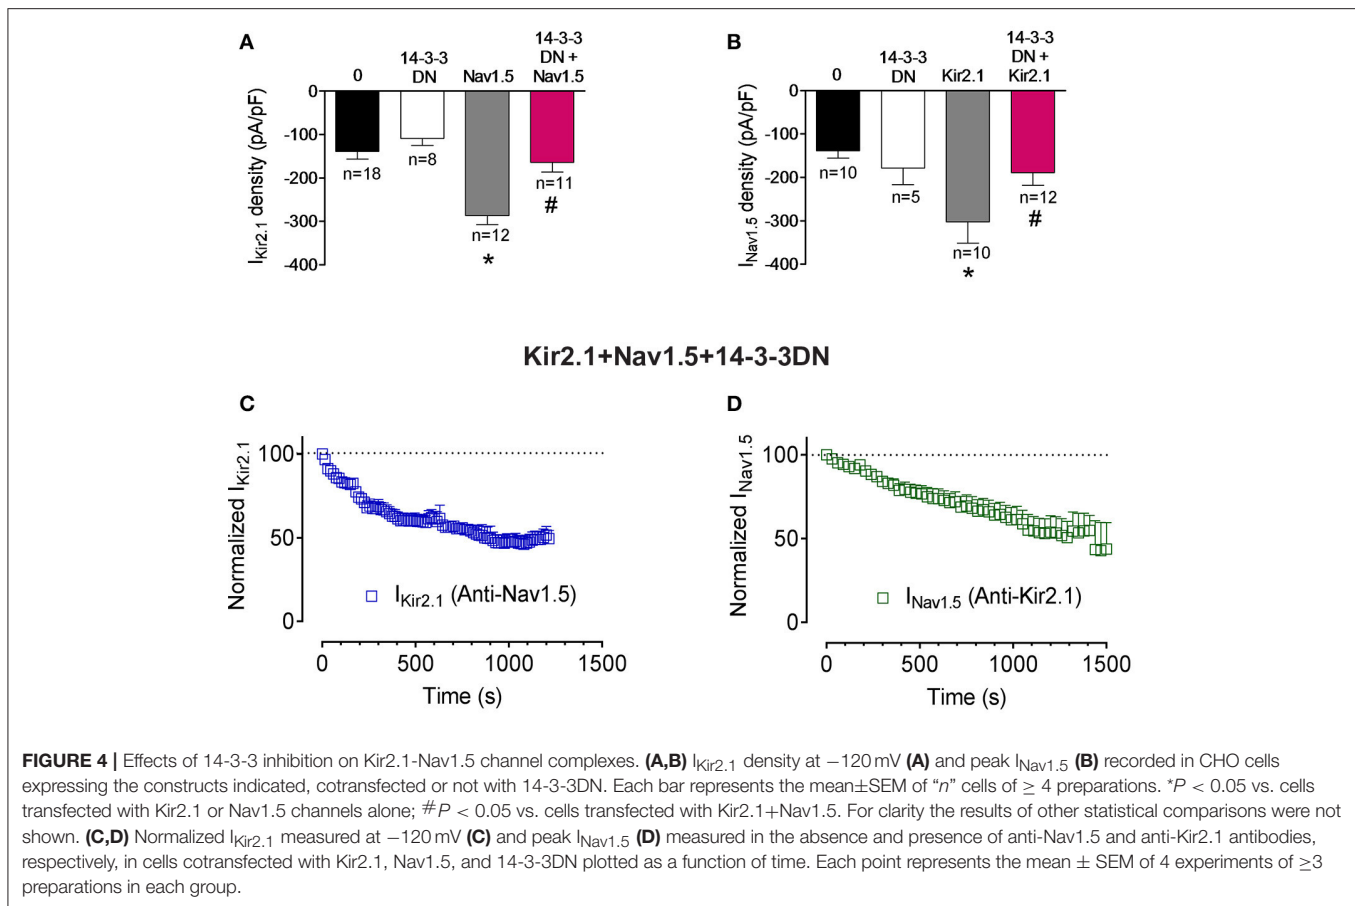 A
0
14-3-3
DN
Nav1.5
14-3-3
DN +
Nav1.5
0
-100
-200
-300
-400
I_Kir2.1 density (pA/pF)
n=18
n=8
n=12
*
n=11
#
B
0
14-3-3
DN
Kir2.1
14-3-3
DN +
Kir2.1
0
-100
-200
-300
-400
I_Nav1.5 density (pA/pF)
n=10
n=5
n=10
*
n=12
#
Kir2.1+Nav1.5+14-3-3DN
C
Normalized I_Kir2.1
100
50
0
I_Kir2.1 (Anti-Nav1.5)
0 500 1000 1500
Time (s)
D
Normalized I_Nav1.5
100
50
0
I_Nav1.5 (Anti-Kir2.1)
0 500 1000 1500
Time (s)
FIGURE 4 | Effects of 14-3-3 inhibition on Kir2.1-Nav1.5 channel complexes. (A,B) I_Kir2.1 density at −120 mV (A) and peak I_Nav1.5 (B) recorded in CHO cells
expressing the constructs indicated, cotransfected or not with 14-3-3DN. Each bar represents the mean±SEM of “n” cells of ≥ 4 preparations. *P < 0.05 vs. cells
transfected with Kir2.1 or Nav1.5 channels alone; #P < 0.05 vs. cells transfected with Kir2.1+Nav1.5. For clarity the results of other statistical comparisons were not
shown. (C,D) Normalized I_Kir2.1 measured at −120 mV (C) and peak I_Nav1.5 (D) measured in the absence and presence of anti-Nav1.5 and anti-Kir2.1 antibodies,
respectively, in cells cotransfected with Kir2.1, Nav1.5, and 14-3-3DN plotted as a function of time. Each point represents the mean ± SEM of 4 experiments of ≥3
preparations in each group.